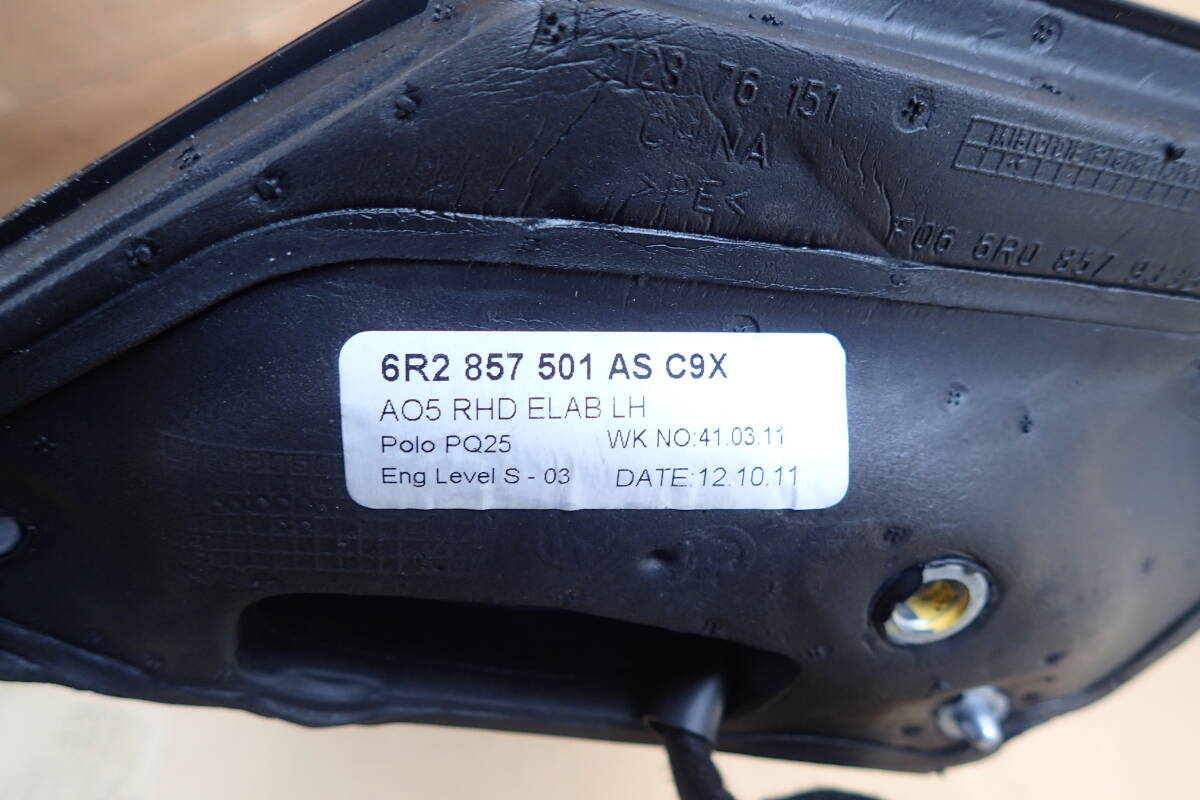 2128 76.151
CHINA
>PE<
F06 6R0 857
6R2 857 501 AS C9X
AO5 RHD ELAB LH
Polo PQ25 WK NO:41.03.11
Eng Level S - 03 DATE:12.10.11